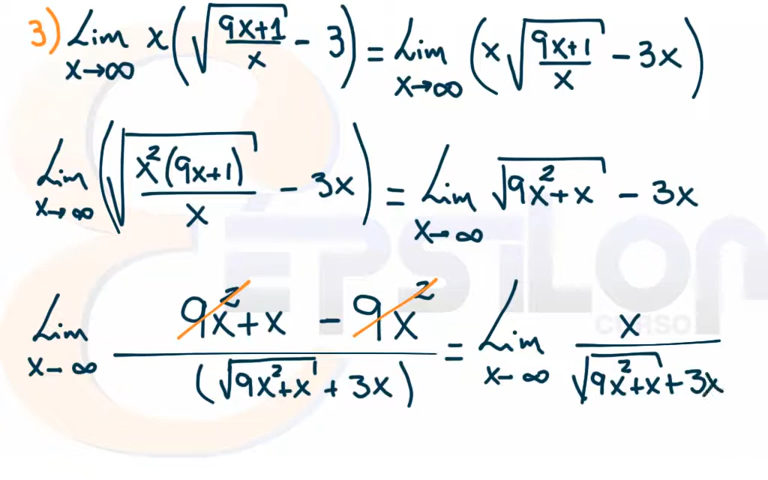 3) Lim x→∞ x(√((9x+1)/x) - 3) = Lim x→∞ (x√((9x+1)/x) - 3x)
Lim x→∞ (√(x²(9x+1)/x) - 3x) = Lim x→∞ √(9x²+x) - 3x
Lim x→∞ (9x²+x - 9x²)/(√(9x²+x) + 3x) = Lim x→∞ x/(√(9x²+x) + 3x)
EPSILON
CURSO